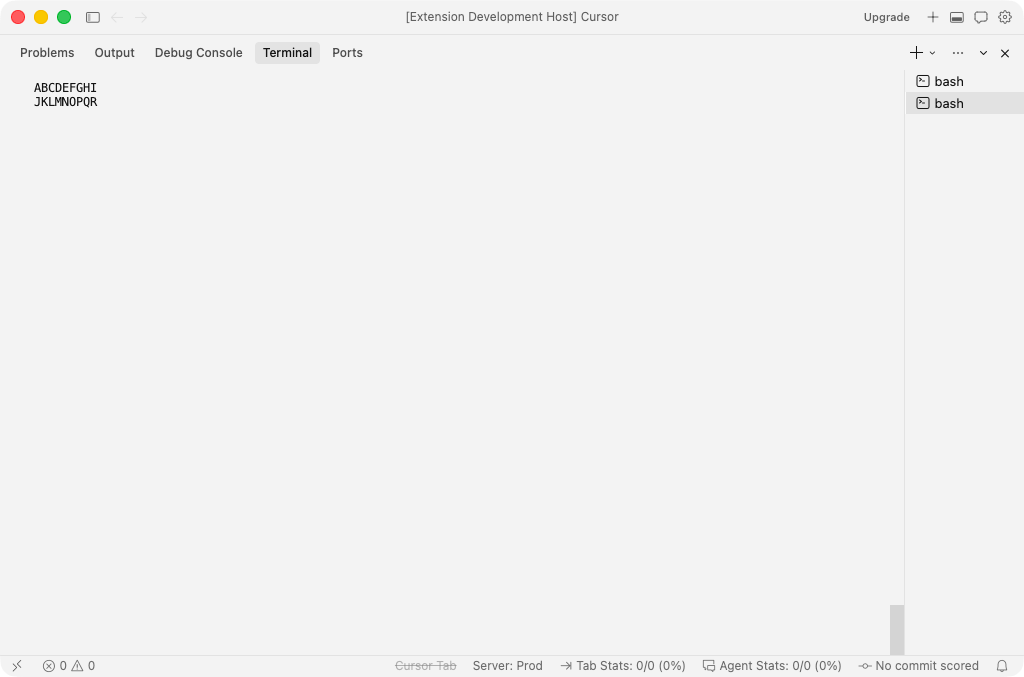 [Extension Development Host] Cursor
Upgrade
Problems Output Debug Console Terminal Ports
ABCDEFGHI
JKLMNOPQR
bash
bash
0 0 Cursor Tab Server: Prod Tab Stats: 0/0 (0%) Agent Stats: 0/0 (0%) No commit scored